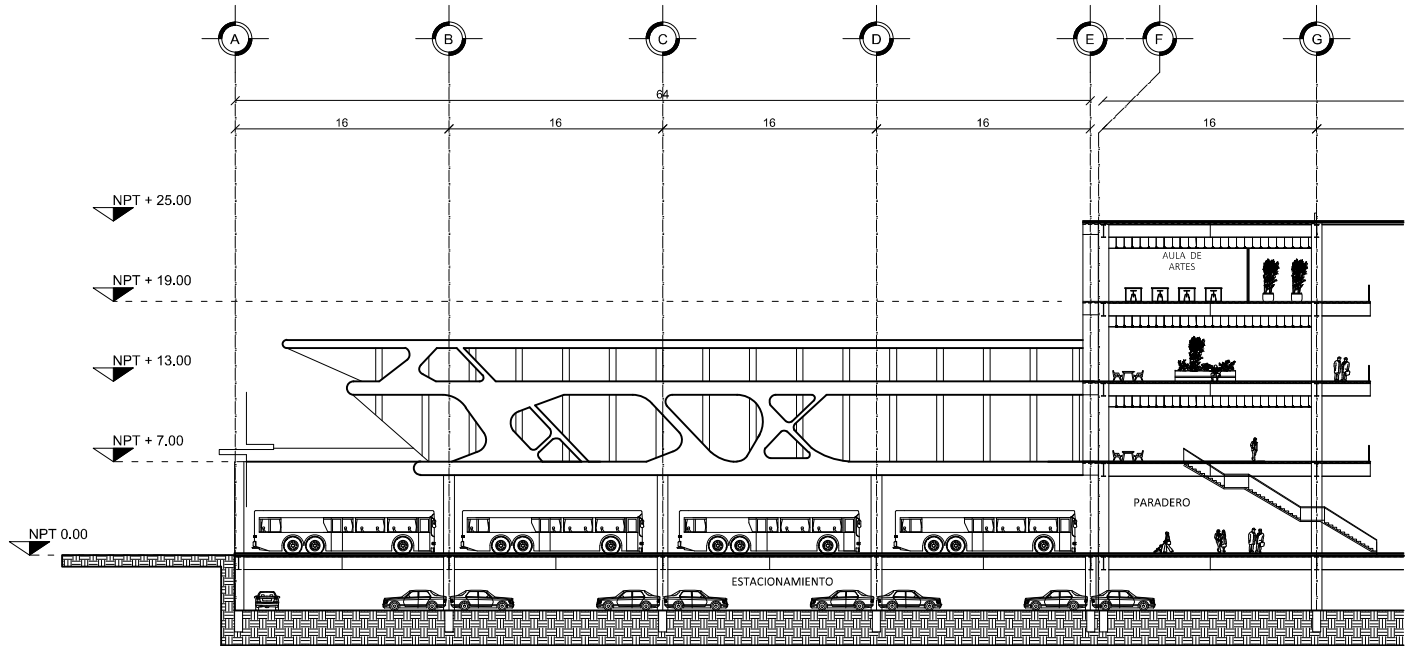 A B C D E F G
64
16 16 16 16 16
NPT + 25.00
AULA DE
ARTES
NPT + 19.00
NPT + 13.00
NPT + 7.00
PARADERO
NPT 0.00
ESTACIONAMIENTO